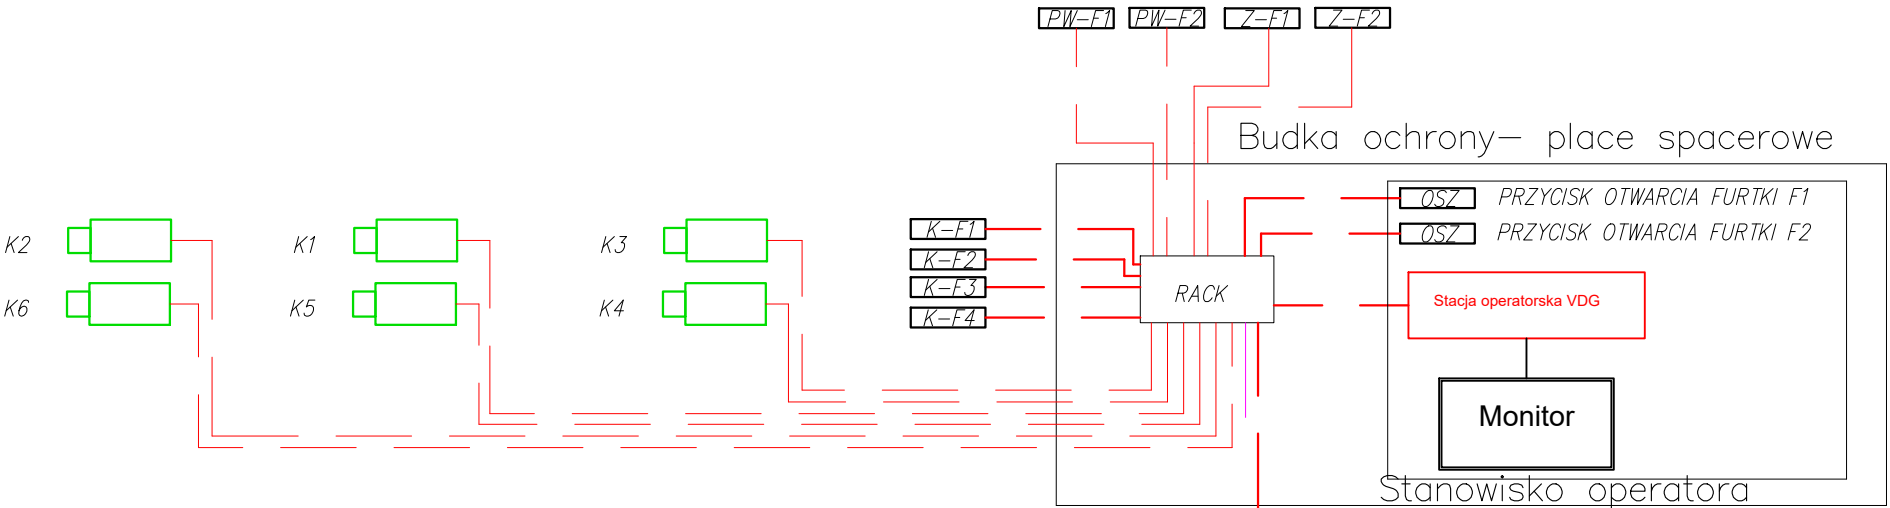 PW-F1 PW-F2 Z-F1 Z-F2
Budka ochrony- place spacerowe
OSZ PRZYCISK OTWARCIA FURTKI F1
OSZ PRZYCISK OTWARCIA FURTKI F2
K2 K1 K3 K-F1
K-F2
K-F3
K6 K5 K4 K-F4
RACK
Stacja operatorska VDG
Monitor
Stanowisko operatora